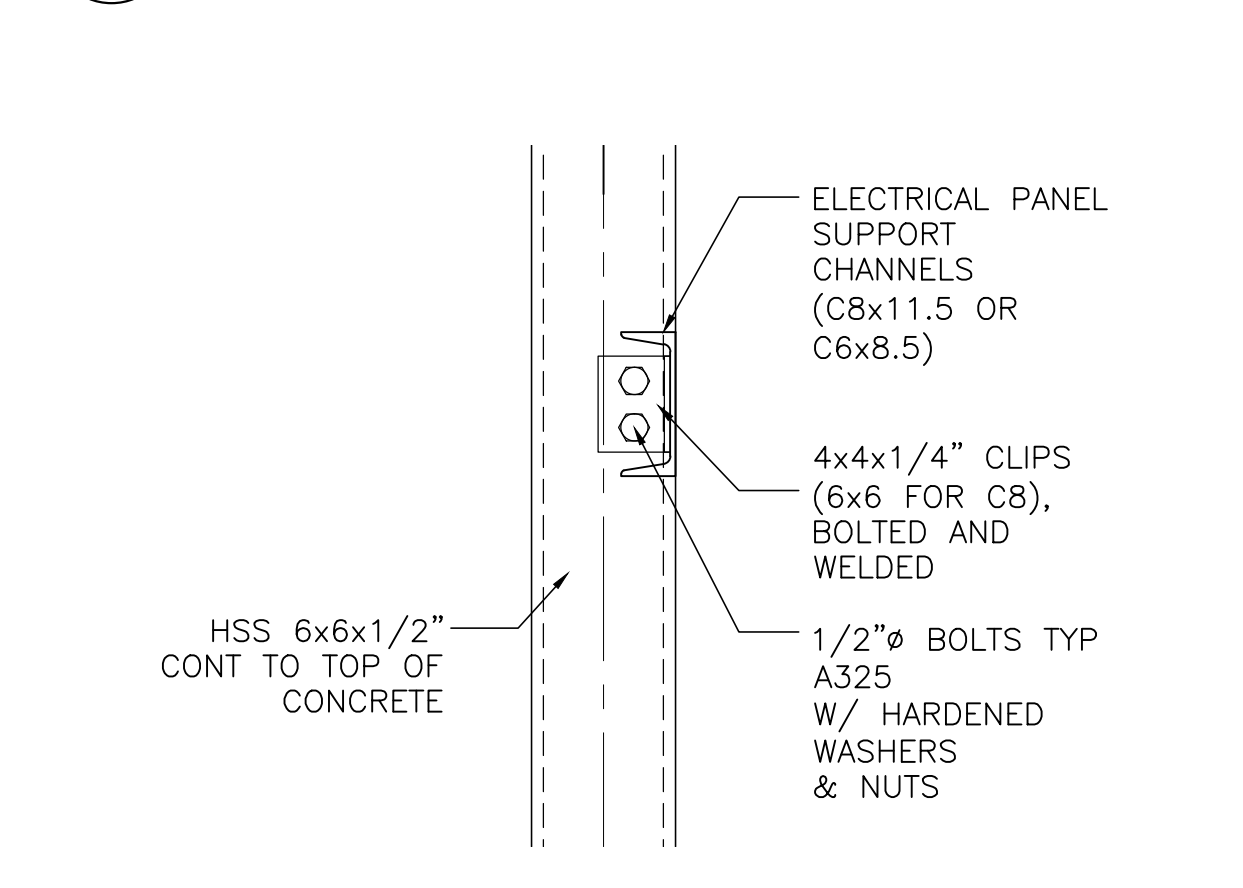 ELECTRICAL PANEL
SUPPORT
CHANNELS
(C8x11.5 OR
C6x8.5)
4x4x1/4" CLIPS
(6x6 FOR C8),
BOLTED AND
WELDED
HSS 6x6x1/2"
CONT TO TOP OF
CONCRETE
1/2"ø BOLTS TYP
A325
W/ HARDENED
WASHERS
& NUTS